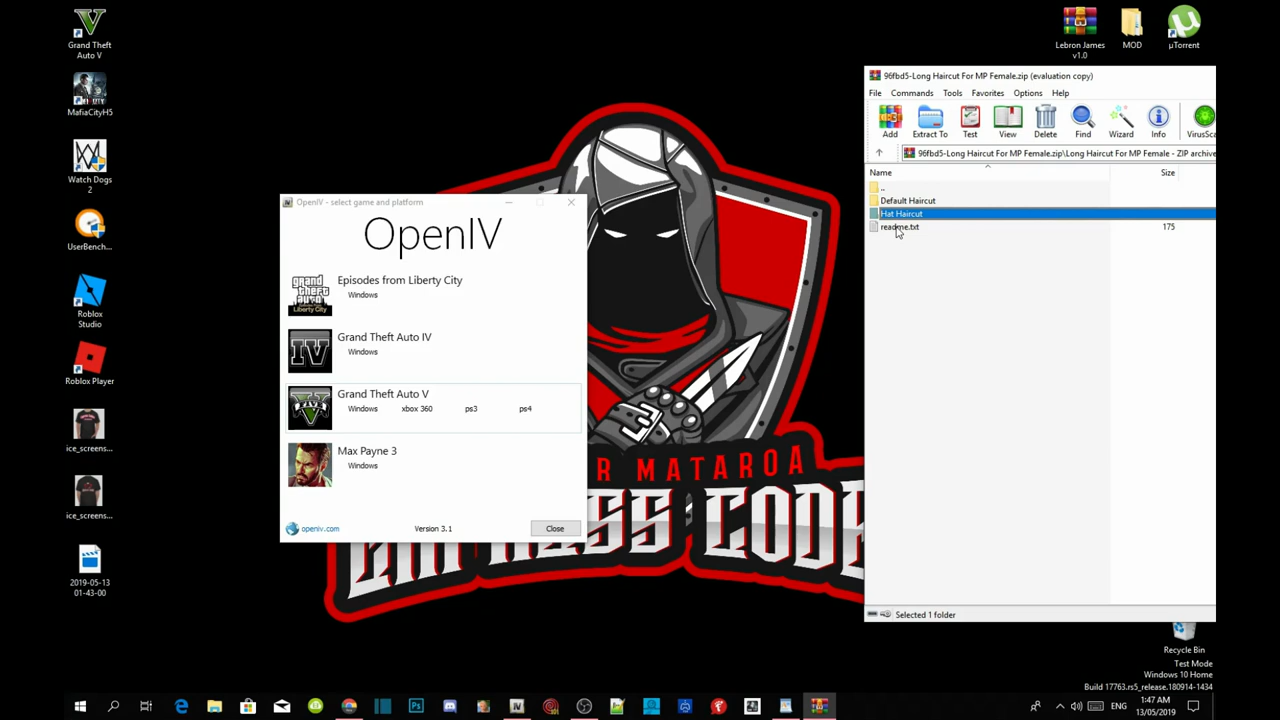 Grand Theft
Auto V
MafiaCityH5
Watch Dogs
2
UserBench...
Roblox
Studio
Roblox Player
ice_screens...
ice_screens...
2019-05-13
01-43-00
OpenIV - select game and platform
OpenIV
Episodes from Liberty City
Windows
Grand Theft Auto IV
Windows
Grand Theft Auto V
Windows xbox 360 ps3 ps4
Max Payne 3
Windows
openiv.com Version 3.1 Close
R MATAROA
Lebron James
v1.0
MOD
µTorrent
96fbd5-Long Haircut For MP Female.zip (evaluation copy)
File Commands Tools Favorites Options Help
Add Extract To Test View Delete Find Wizard Info VirusSca
96fbd5-Long Haircut For MP Female.zip\Long Haircut For MP Female - ZIP archive
Name Size
..
Default Haircut
Hat Haircut
readme.txt 175
Selected 1 folder
Recycle Bin
Test Mode
Windows 10 Home
Build 17763.rs5_release.180914-1434
ENG
1:47 AM
13/05/2019